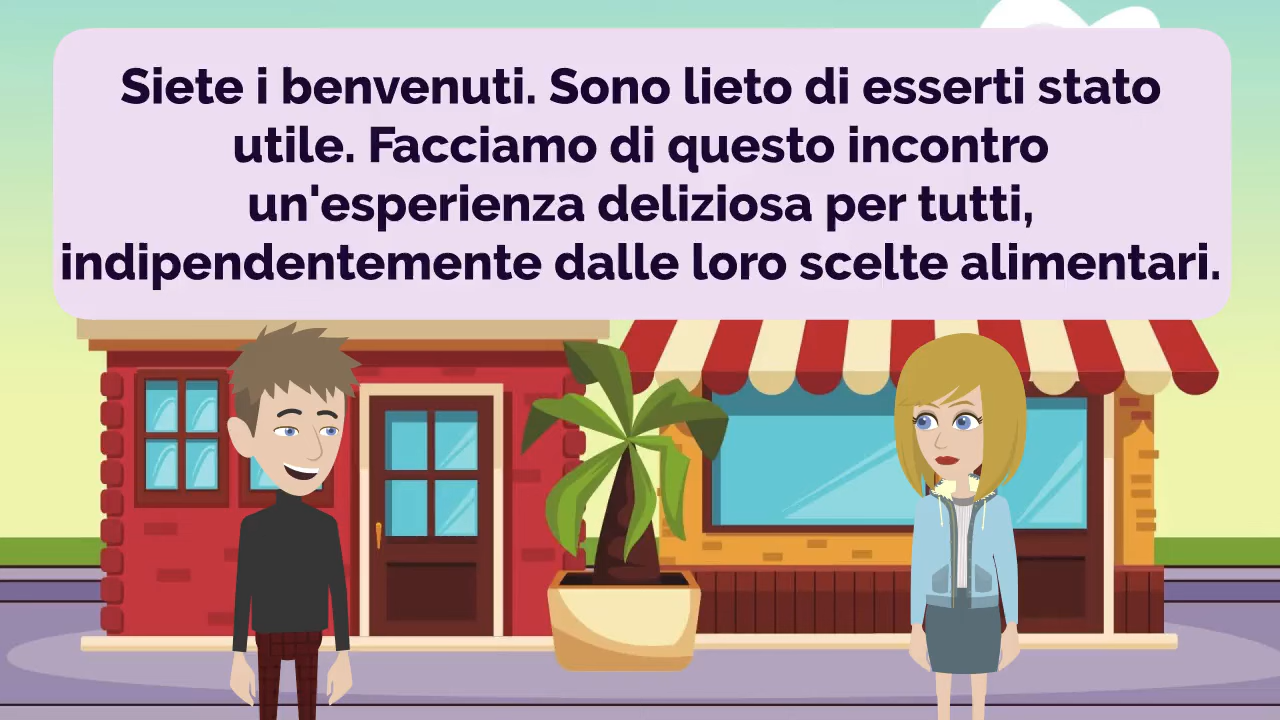 Siete i benvenuti. Sono lieto di esserti stato
utile. Facciamo di questo incontro
un'esperienza deliziosa per tutti,
indipendentemente dalle loro scelte alimentari.